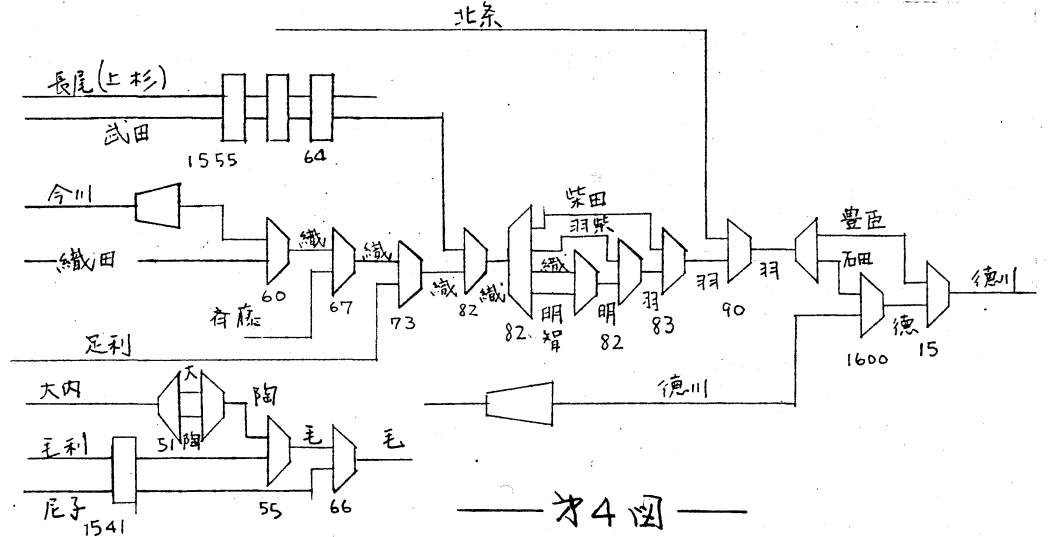 北条
長尾(上杉)
武田
1555
64
今川
織田
60
織
斉藤
67
織
足利
73
織
82
織
82.
柴田
羽柴
織
明智
明
82
羽
83
羽
90
羽
豊臣
石田
1600
徳
15
徳川
徳川
大内
51
大
陶
陶
毛利
尼子
1541
55
毛
66
毛
第4図